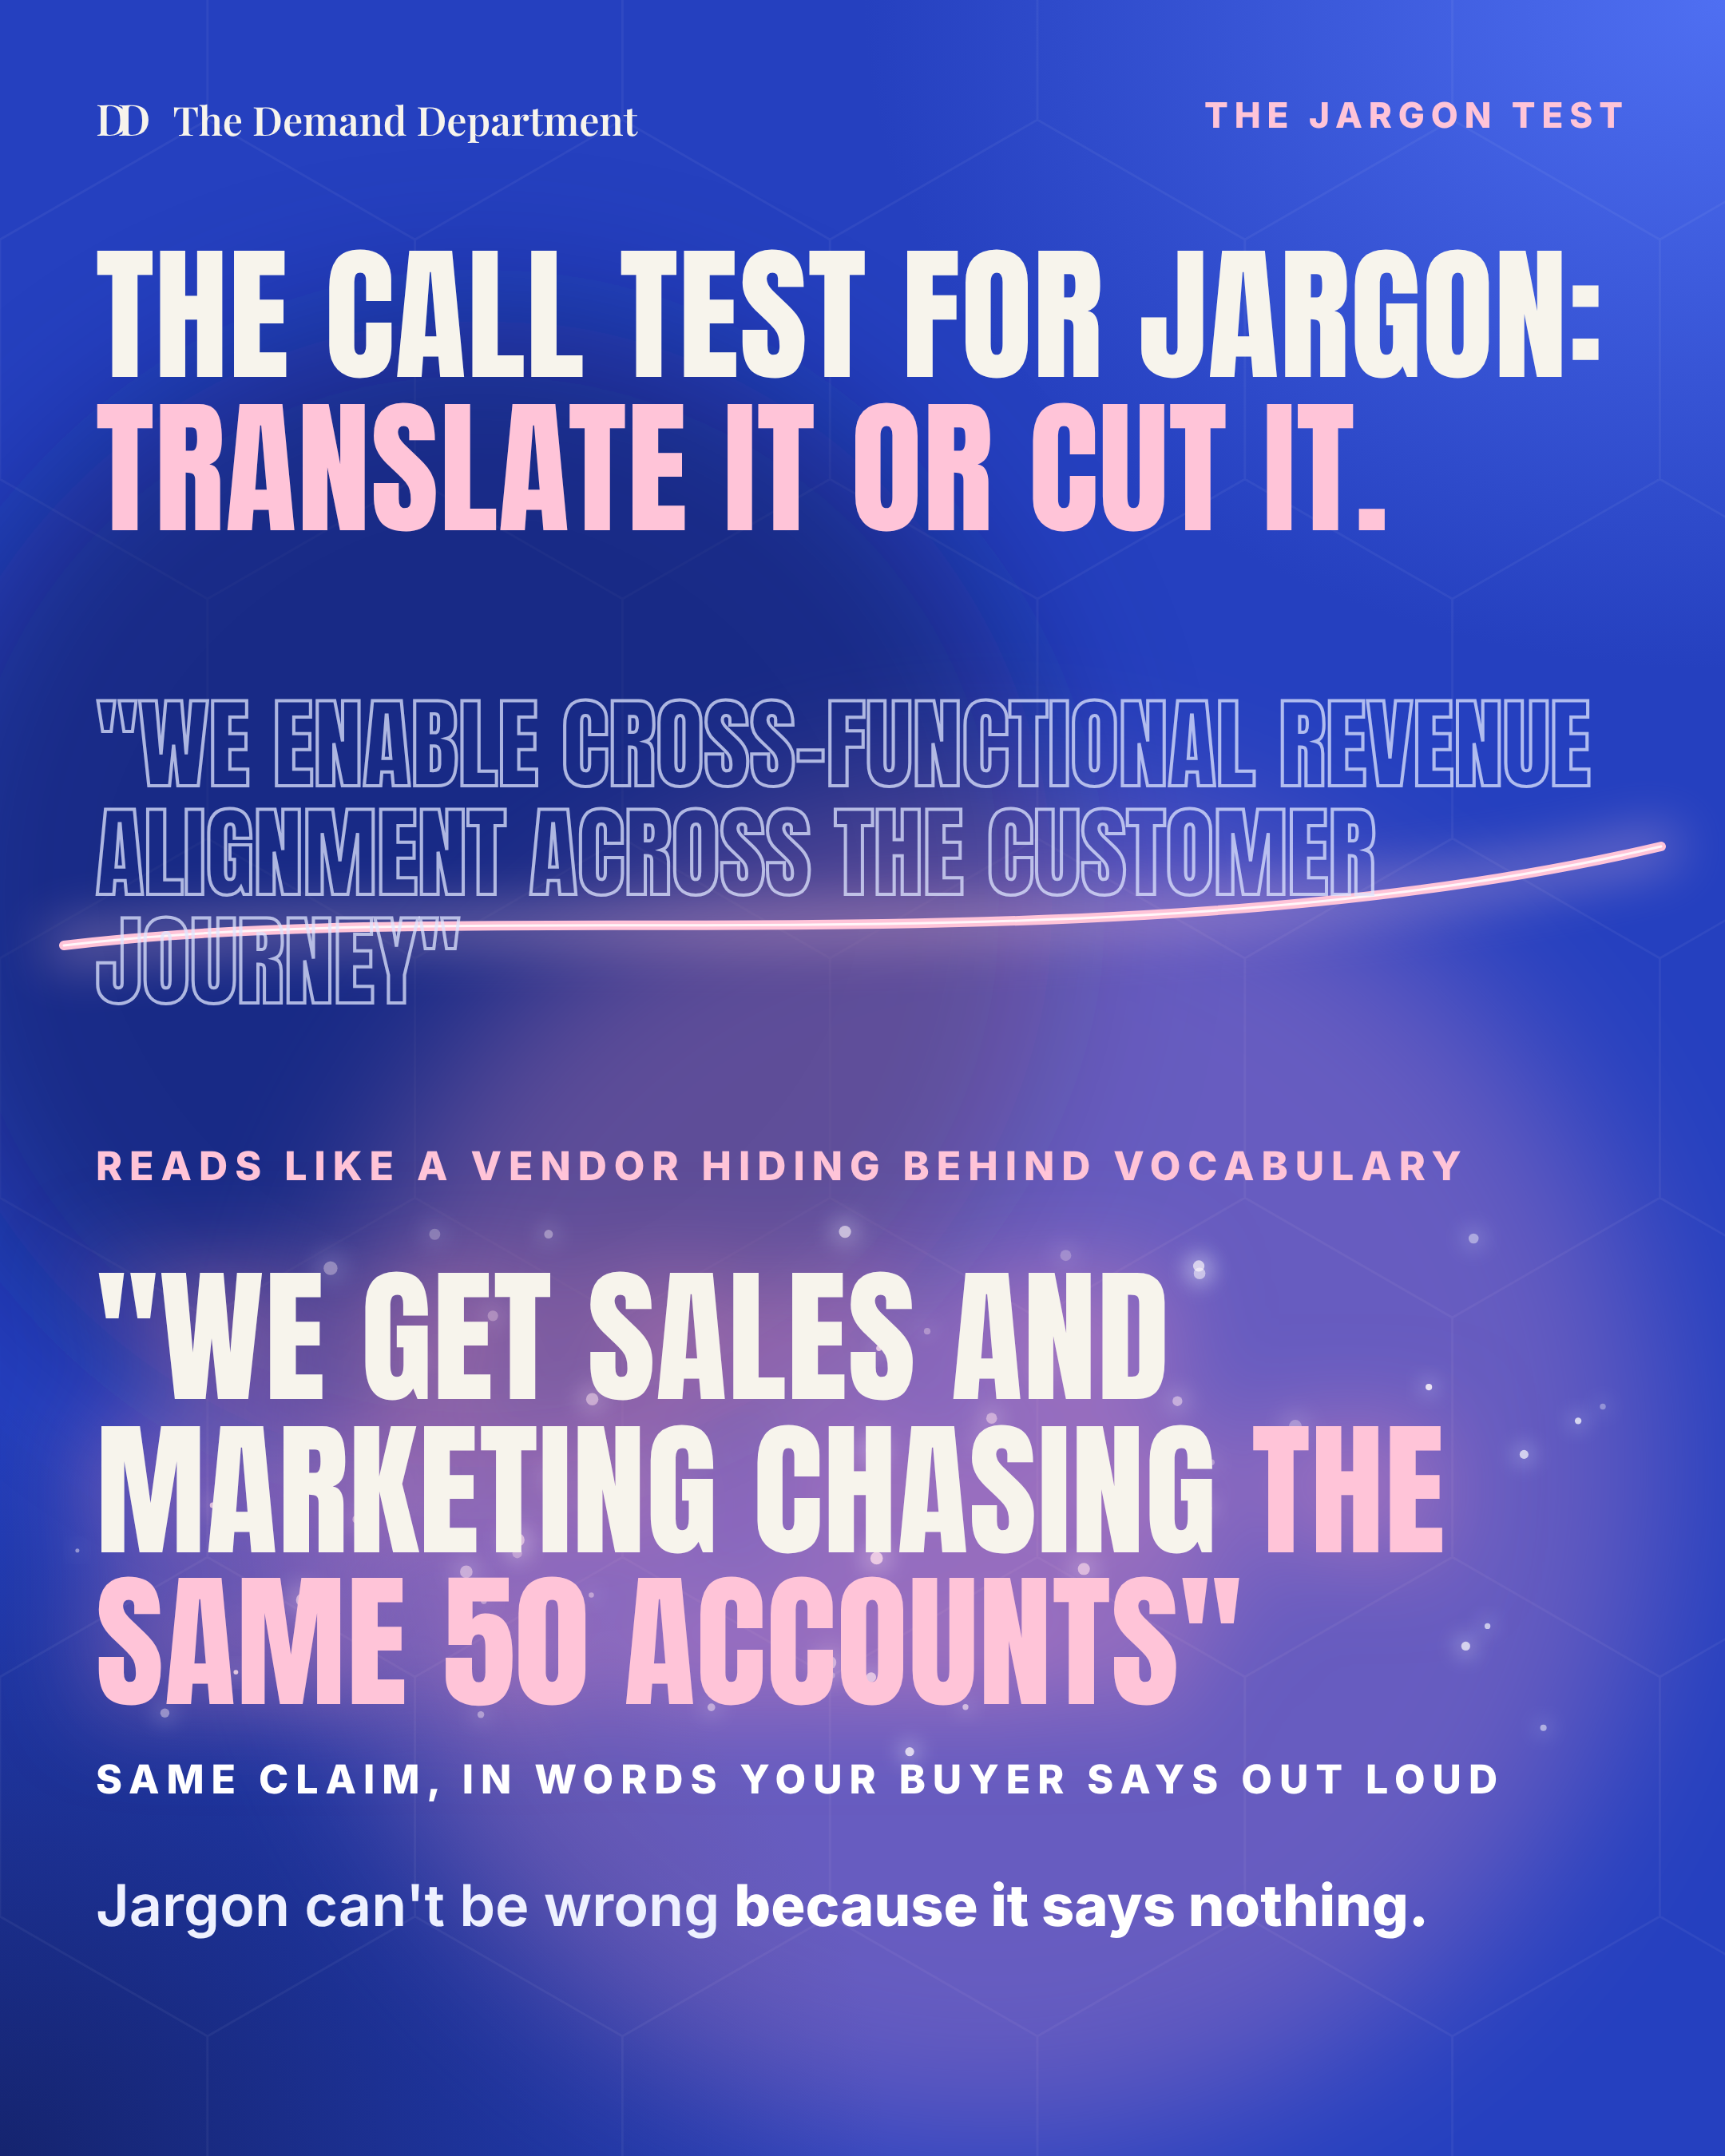 DD The Demand Department
THE JARGON TEST
THE CALL TEST FOR JARGON:
TRANSLATE IT OR CUT IT.
"WE ENABLE CROSS-FUNCTIONAL REVENUE
ALIGNMENT ACROSS THE CUSTOMER
JOURNEY"
READS LIKE A VENDOR HIDING BEHIND VOCABULARY
"WE GET SALES AND
MARKETING CHASING THE
SAME 50 ACCOUNTS"
SAME CLAIM, IN WORDS YOUR BUYER SAYS OUT LOUD
Jargon can't be wrong because it says nothing.